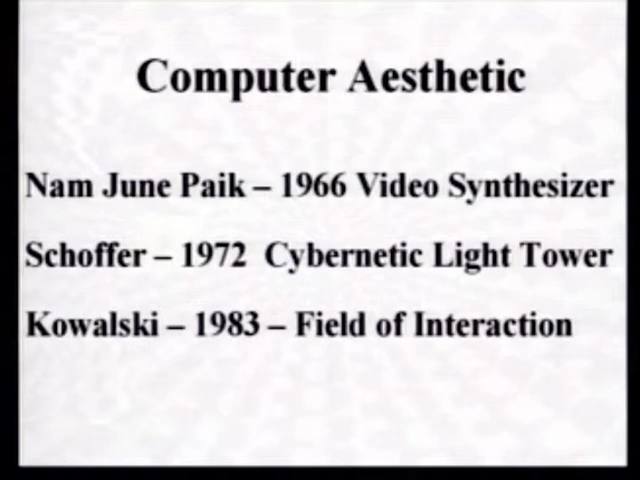 Computer Aesthetic
Nam June Paik – 1966 Video Synthesizer
Schoffer – 1972 Cybernetic Light Tower
Kowalski – 1983 – Field of Interaction